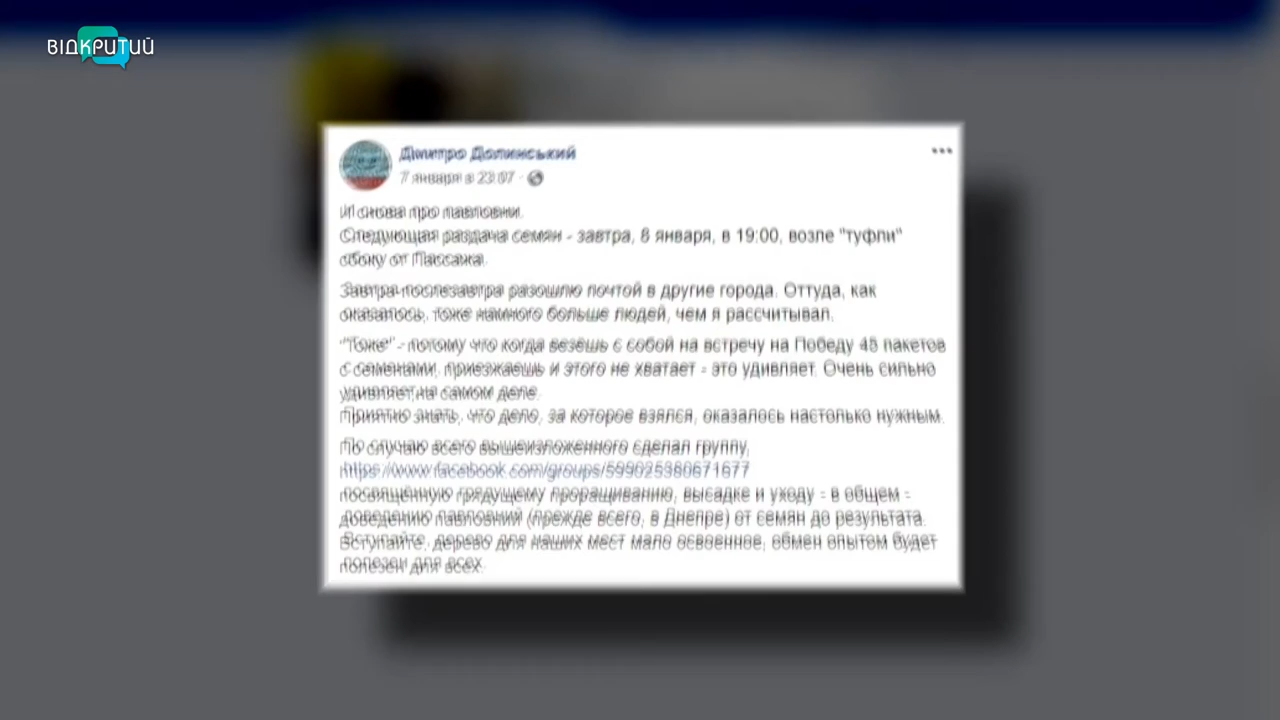 ВІДКРИТИЙ
Дмитро Долинський
7 января в 23:07
И снова про павловни.
Следующая раздача семян - завтра, 8 января, в 19:00, возле "туфли"
сбоку от Пассажа.
Завтра-послезавтра разошлю почтой в другие города. Оттуда, как
оказалось, тоже намного больше людей, чем я рассчитывал.
"Тоже" - потому что когда везёшь с собой на встречу на Победу 45 пакетов
с семенами, приезжаешь и этого не хватает - это удивляет. Очень сильно
удивляет,на самом деле.
Приятно знать, что дело, за которое взялся, оказалось настолько нужным.
По случаю всего вышеизложенного сделал группу,
https://www.facebook.com/groups/599025380671677
посвящённую грядущему проращиванию, высадке и уходу - в общем -
доведению павловний (прежде всего, в Днепре) от семян до результата.
Вступайте, дерево для наших мест мало освоенное, обмен опытом будет
полезен для всех.